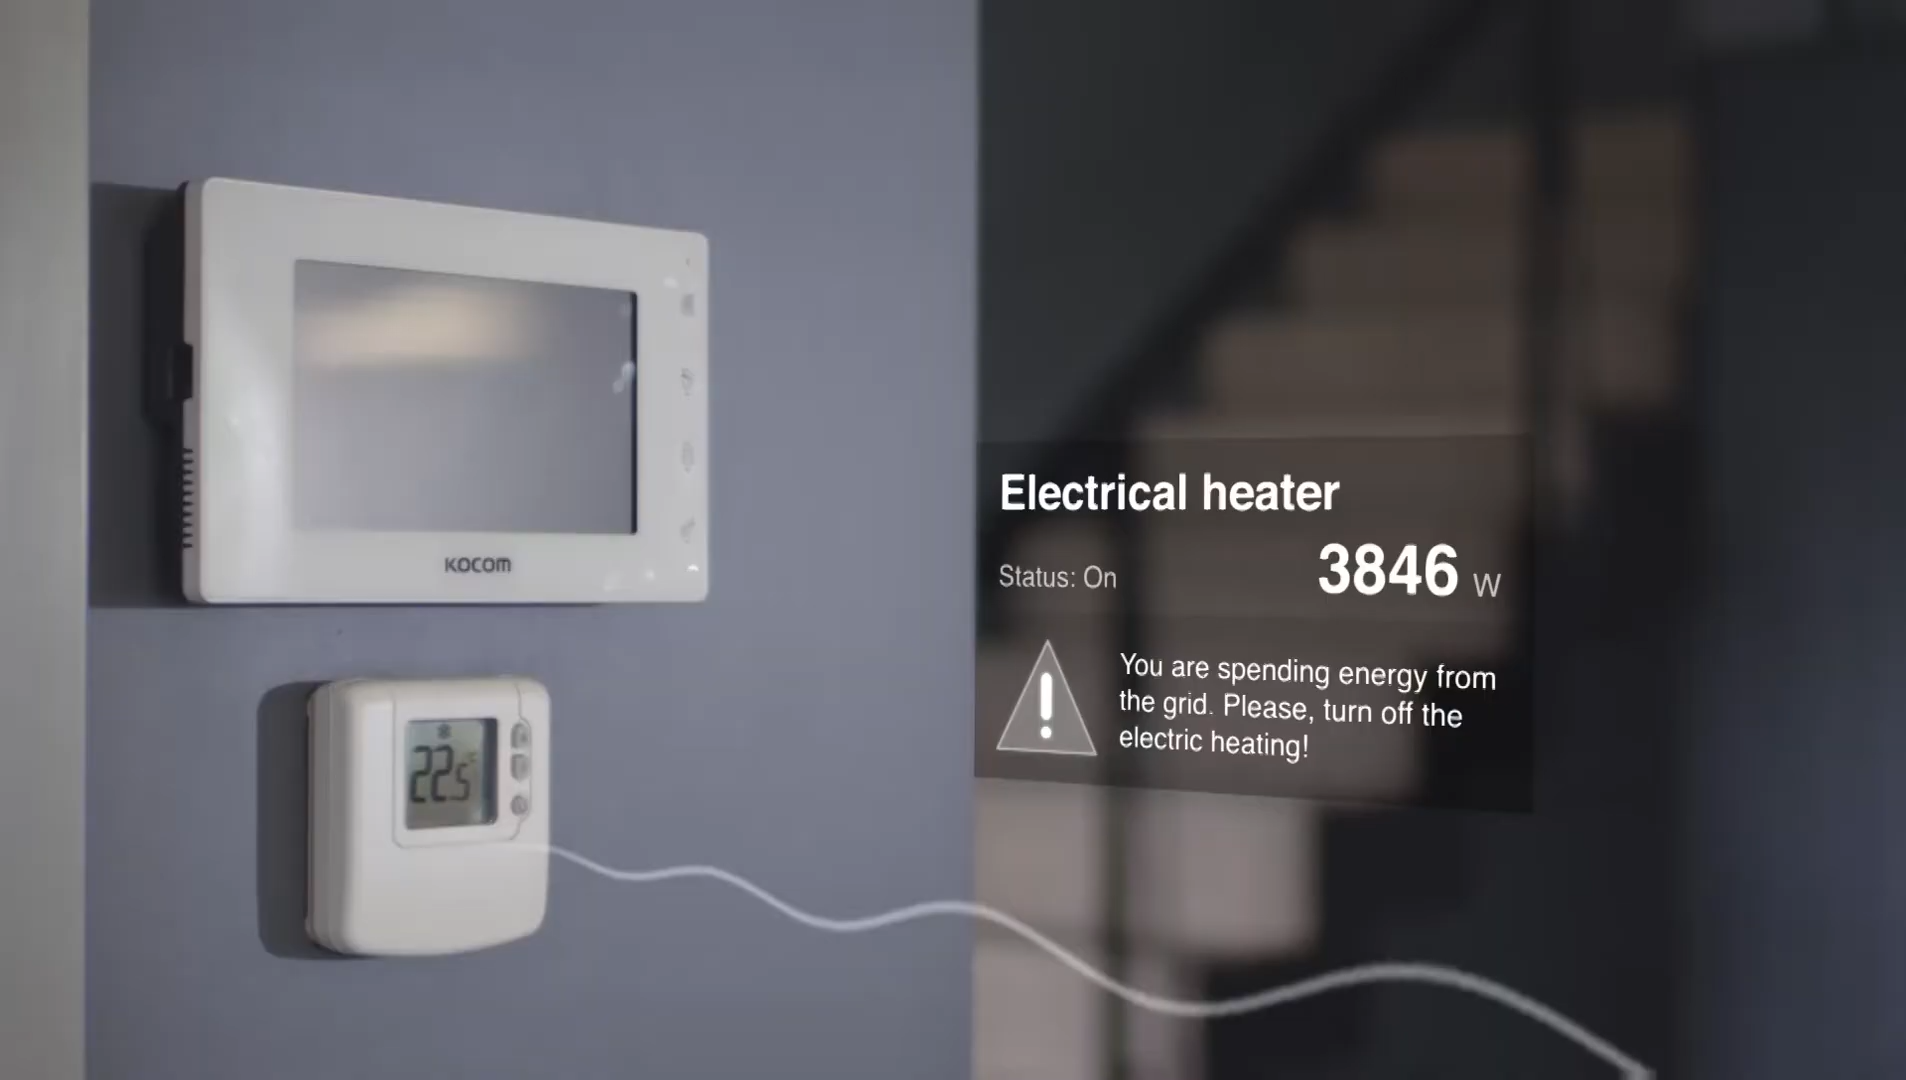 KOCOM
22.5
Electrical heater
Status: On
3846 W
You are spending energy from
the grid. Please, turn off the
electric heating!